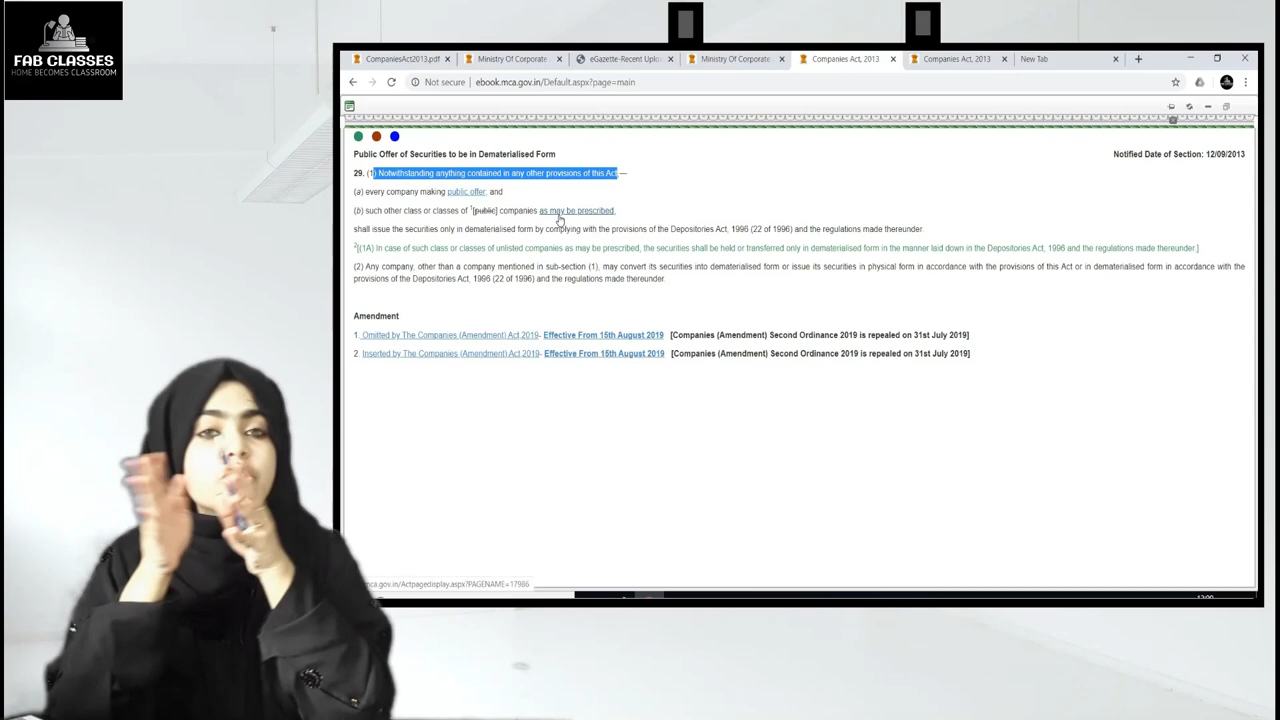 FAB CLASSES
HOME BECOMES CLASSROOM
CompaniesAct2013.pdf
Ministry Of Corporate
eGazette-Recent Uplo
Ministry Of Corporate
Companies Act, 2013
Companies Act, 2013
New Tab
Not secure | ebook.mca.gov.in/Default.aspx?page=main
Public Offer of Securities to be in Dematerialised Form
Notified Date of Section: 12/09/2013
29. (1) Notwithstanding anything contained in any other provisions of this Act,—
(a) every company making public offer; and
(b) such other class or classes of 1[public] companies as may be prescribed,
shall issue the securities only in dematerialised form by complying with the provisions of the Depositories Act, 1996 (22 of 1996) and the regulations made thereunder.
2[(1A) In case of such class or classes of unlisted companies as may be prescribed, the securities shall be held or transferred only in dematerialised form in the manner laid down in the Depositories Act, 1996 and the regulations made thereunder.]
(2) Any company, other than a company mentioned in sub-section (1), may convert its securities into dematerialised form or issue its securities in physical form in accordance with the provisions of this Act or in dematerialised form in accordance with the
provisions of the Depositories Act, 1996 (22 of 1996) and the regulations made thereunder.
Amendment
1. Omitted by The Companies (Amendment) Act,2019- Effective From 15th August 2019 [Companies (Amendment) Second Ordinance 2019 is repealed on 31st July 2019]
2. Inserted by The Companies (Amendment) Act,2019- Effective From 15th August 2019 [Companies (Amendment) Second Ordinance 2019 is repealed on 31st July 2019]
mca.gov.in/Actpagedisplay.aspx?PAGENAME=17986